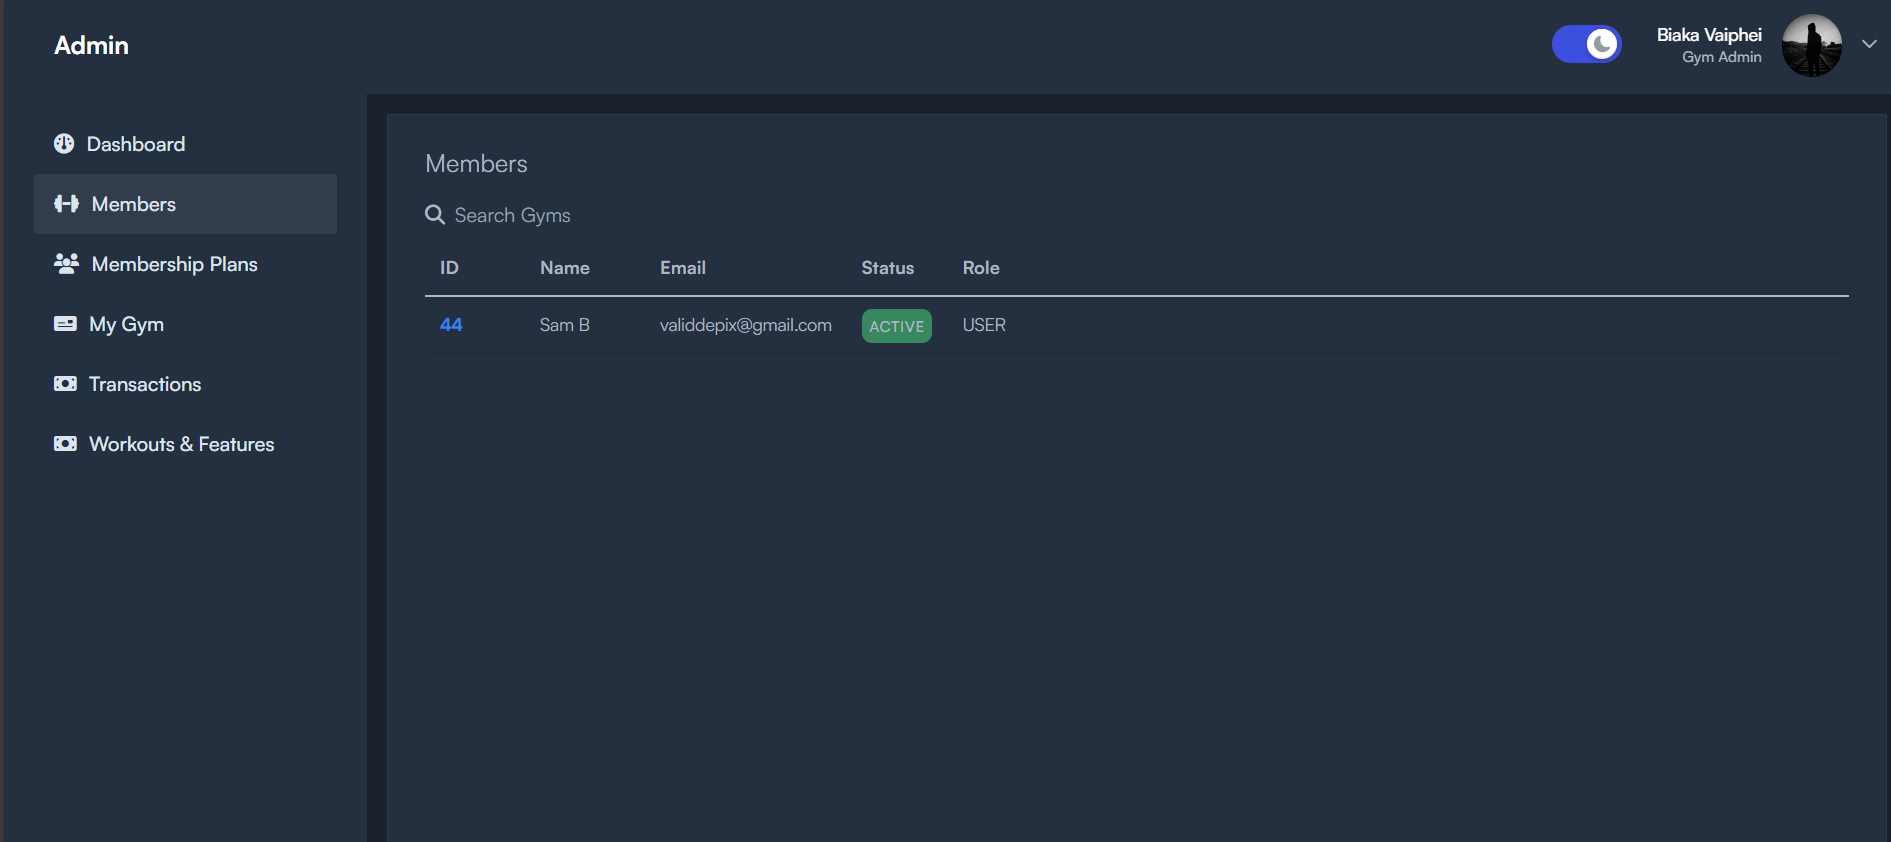 Admin
Biaka Vaiphei
Gym Admin
Dashboard
Members
Membership Plans
My Gym
Transactions
Workouts & Features
Members
Search Gyms
ID Name Email Status Role
44 Sam B validdepix@gmail.com ACTIVE USER